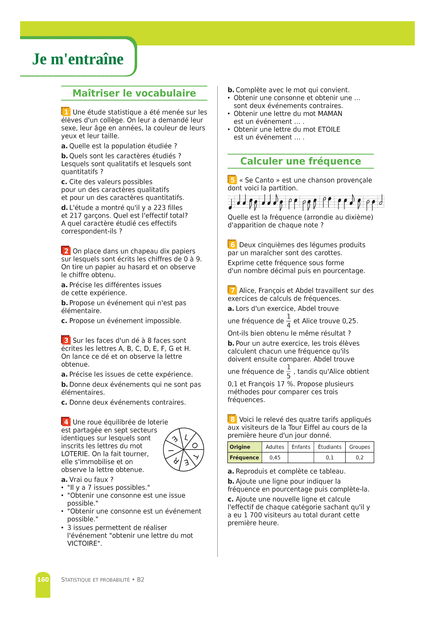 Je m'entraîne
Maîtriser le vocabulaire
1 Une étude statistique a été menée sur les
élèves d'un collège. On leur a demandé leur
sexe, leur âge en années, la couleur de leurs
yeux et leur taille.
a. Quelle est la population étudiée ?
b. Quels sont les caractères étudiés ?
Lesquels sont qualitatifs et lesquels sont
quantitatifs ?
c. Cite des valeurs possibles
pour un des caractères qualitatifs
et pour un des caractères quantitatifs.
d. L'étude a montré qu'il y a 223 filles
et 217 garçons. Quel est l'effectif total?
A quel caractère étudié ces effectifs
correspondent-ils ?
2 On place dans un chapeau dix papiers
sur lesquels sont écrits les chiffres de 0 à 9.
On tire un papier au hasard et on observe
le chiffre obtenu.
a. Précise les différentes issues
de cette expérience.
b. Propose un événement qui n'est pas
élémentaire.
c. Propose un événement impossible.
3 Sur les faces d'un dé à 8 faces sont
écrites les lettres A, B, C, D, E, F, G et H.
On lance ce dé et on observe la lettre
obtenue.
a. Précise les issues de cette expérience.
b. Donne deux événements qui ne sont pas
élémentaires.
c. Donne deux événements contraires.
4 Une roue équilibrée de loterie
est partagée en sept secteurs
identiques sur lesquels sont
inscrits les lettres du mot
LOTERIE. On la fait tourner,
elle s'immobilise et on
observe la lettre obtenue.
L
O
T
E
R
I
E
a. Vrai ou faux ?
• "Il y a 7 issues possibles."
• "Obtenir une consonne est une issue
possible."
• "Obtenir une consonne est un événement
possible."
• 3 issues permettent de réaliser
l'événement "obtenir une lettre du mot
VICTOIRE".
b. Complète avec le mot qui convient.
• Obtenir une consonne et obtenir une ...
sont deux événements contraires.
• Obtenir une lettre du mot MAMAN
est un événement ... .
• Obtenir une lettre du mot ETOILE
est un événement ... .
Calculer une fréquence
5 « Se Canto » est une chanson provençale
dont voici la partition.
Quelle est la fréquence (arrondie au dixième)
d'apparition de chaque note ?
6 Deux cinquièmes des légumes produits
par un maraîcher sont des carottes.
Exprime cette fréquence sous forme
d'un nombre décimal puis en pourcentage.
7 Alice, François et Abdel travaillent sur des
exercices de calculs de fréquences.
a. Lors d'un exercice, Abdel trouve
une fréquence de 1/4 et Alice trouve 0,25.
Ont-ils bien obtenu le même résultat ?
b. Pour un autre exercice, les trois élèves
calculent chacun une fréquence qu'ils
doivent ensuite comparer. Abdel trouve
une fréquence de 1/5 , tandis qu'Alice obtient
0,1 et François 17 %. Propose plusieurs
méthodes pour comparer ces trois
fréquences.
8 Voici le relevé des quatre tarifs appliqués
aux visiteurs de la Tour Eiffel au cours de la
première heure d'un jour donné.
Origine Adultes Enfants Etudiants Groupes
Fréquence 0,45 0,1 0,2
a. Reproduis et complète ce tableau.
b. Ajoute une ligne pour indiquer la
fréquence en pourcentage puis complète-la.
c. Ajoute une nouvelle ligne et calcule
l'effectif de chaque catégorie sachant qu'il y
a eu 1 700 visiteurs au total durant cette
première heure.
160 STATISTIQUE ET PROBABILITÉ • B2